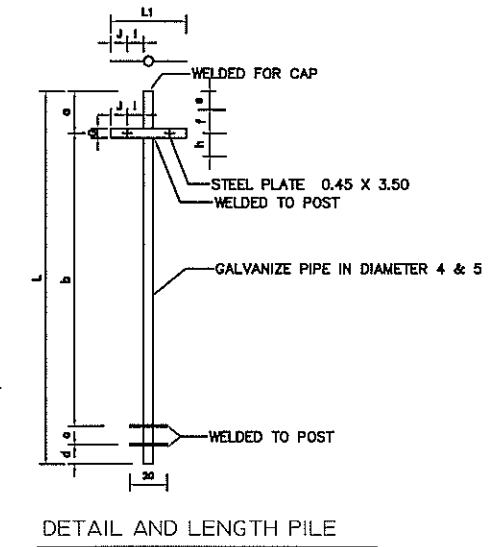 L1
J I
WELDED FOR CAP
a
e
J I
f
h
STEEL PLATE 0.45 X 3.50
WELDED TO POST
L
b
GALVANIZE PIPE IN DIAMETER 4 & 5
WELDED TO POST
d
DETAIL AND LENGTH PILE